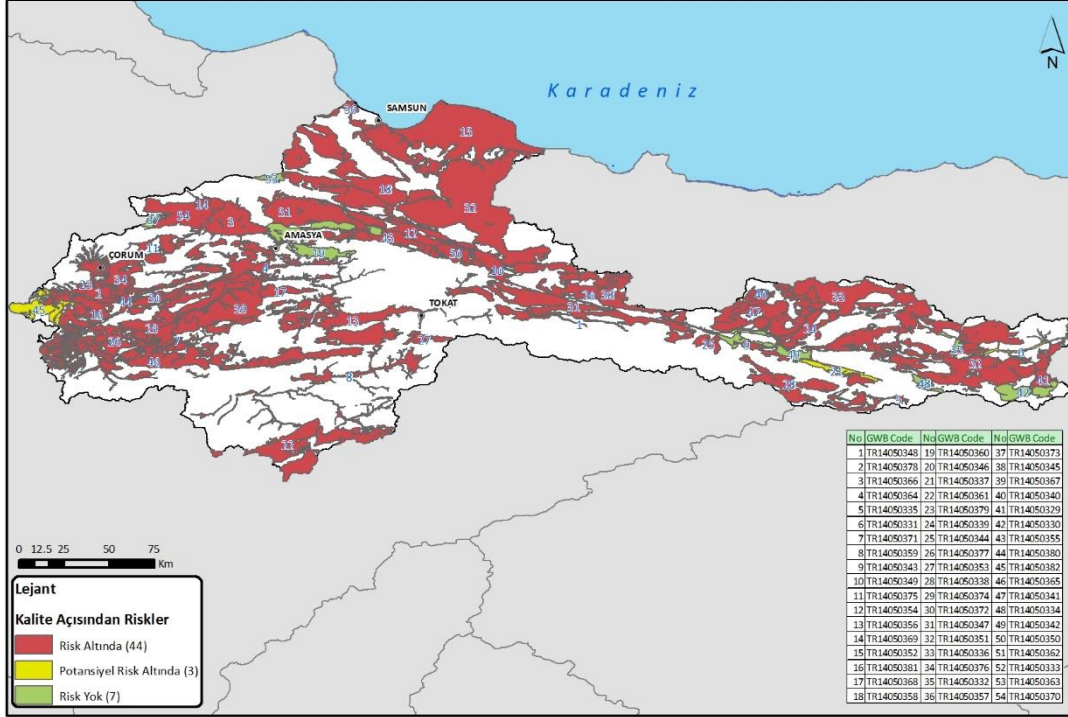 N
Karadeniz
SAMSUN
AMASYA
ÇORUM
TOKAT
0 12.5 25 50 75
Km
Lejant
Kalite Açısından Riskler
Risk Altında (44)
Potansiyel Risk Altında (3)
Risk Yok (7)
No GWB Code No GWB Code No GWB Code
1 TR14050348 19 TR14050360 37 TR14050373
2 TR14050378 20 TR14050346 38 TR14050345
3 TR14050366 21 TR14050337 39 TR14050367
4 TR14050364 22 TR14050361 40 TR14050340
5 TR14050335 23 TR14050379 41 TR14050329
6 TR14050331 24 TR14050339 42 TR14050330
7 TR14050371 25 TR14050344 43 TR14050355
8 TR14050359 26 TR14050377 44 TR14050380
9 TR14050343 27 TR14050353 45 TR14050382
10 TR14050349 28 TR14050338 46 TR14050365
11 TR14050375 29 TR14050374 47 TR14050341
12 TR14050354 30 TR14050372 48 TR14050334
13 TR14050356 31 TR14050347 49 TR14050342
14 TR14050369 32 TR14050351 50 TR14050350
15 TR14050352 33 TR14050336 51 TR14050362
16 TR14050381 34 TR14050376 52 TR14050333
17 TR14050368 35 TR14050332 53 TR14050363
18 TR14050358 36 TR14050357 54 TR14050370